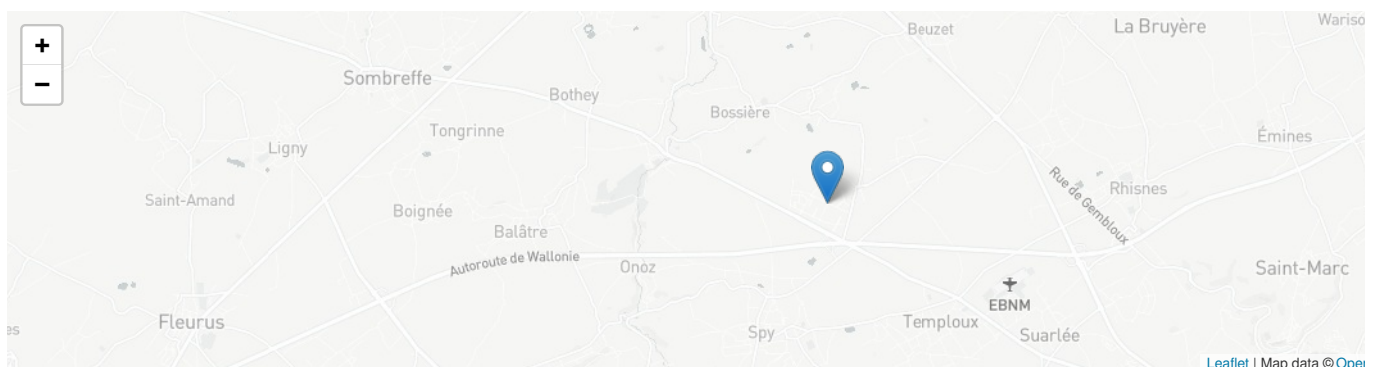 +
−
Beuzet
La Bruyère
Sombreffe
Bothey
Bossière
Tongrinne
Émines
Ligny
Rue de Gembloux
Rhisnes
Saint-Amand
Boignée
Balâtre
Autoroute de Wallonie
Onoz
Saint-Marc
EBNM
Fleurus
Temploux
Spy
Suarlée
Leaflet | Map data ©